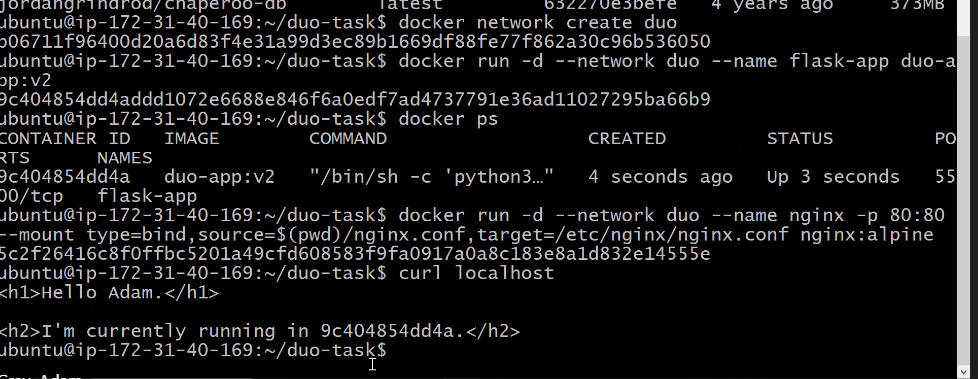 jordangrindrod/chaperoo-db latest 632270e3befe 4 years ago 373MB
ubuntu@ip-172-31-40-169:~/duo-task$ docker network create duo
b06711f96400d20a6d83f4e31a99d3ec89b1669df88fe77f862a30c96b536050
ubuntu@ip-172-31-40-169:~/duo-task$ docker run -d --network duo --name flask-app duo-a
pp:v2
9c404854dd4addd1072e6688e846f6a0edf7ad4737791e36ad11027295ba66b9
ubuntu@ip-172-31-40-169:~/duo-task$ docker ps
CONTAINER ID IMAGE COMMAND CREATED STATUS PO
RTS NAMES
9c404854dd4a duo-app:v2 "/bin/sh -c 'python3…" 4 seconds ago Up 3 seconds 55
00/tcp flask-app
ubuntu@ip-172-31-40-169:~/duo-task$ docker run -d --network duo --name nginx -p 80:80
--mount type=bind,source=$(pwd)/nginx.conf,target=/etc/nginx/nginx.conf nginx:alpine
5c2f26416c8f0ffbc5201a49cfd608583f9fa0917a0a8c183e8a1d832e14555e
ubuntu@ip-172-31-40-169:~/duo-task$ curl localhost
<h1>Hello Adam.</h1>
<h2>I'm currently running in 9c404854dd4a.</h2>
ubuntu@ip-172-31-40-169:~/duo-task$